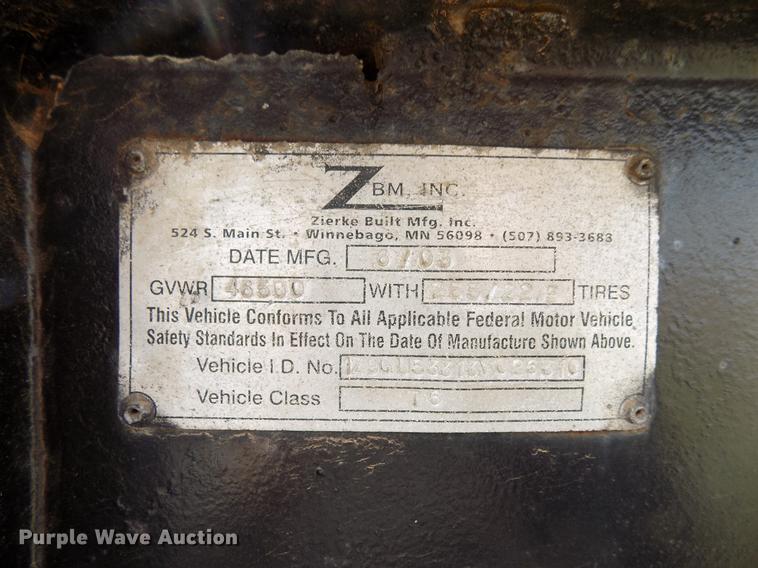 ZBM, INC.
Zierke Built Mfg. Inc.
524 S. Main St. • Winnebago, MN 56098 • (507) 893-3683
DATE MFG.
GVWR 46500 WITH TIRES
This Vehicle Conforms To All Applicable Federal Motor Vehicle
Safety Standards In Effect On The Date Of Manufacture Shown Above.
Vehicle I.D. No.
Vehicle Class
Purple Wave Auction